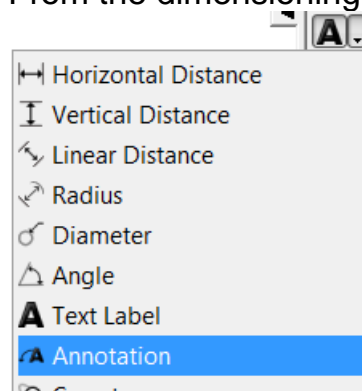 From the dimensioning
A
Horizontal Distance
Vertical Distance
Linear Distance
Radius
Diameter
Angle
A Text Label
A Annotation